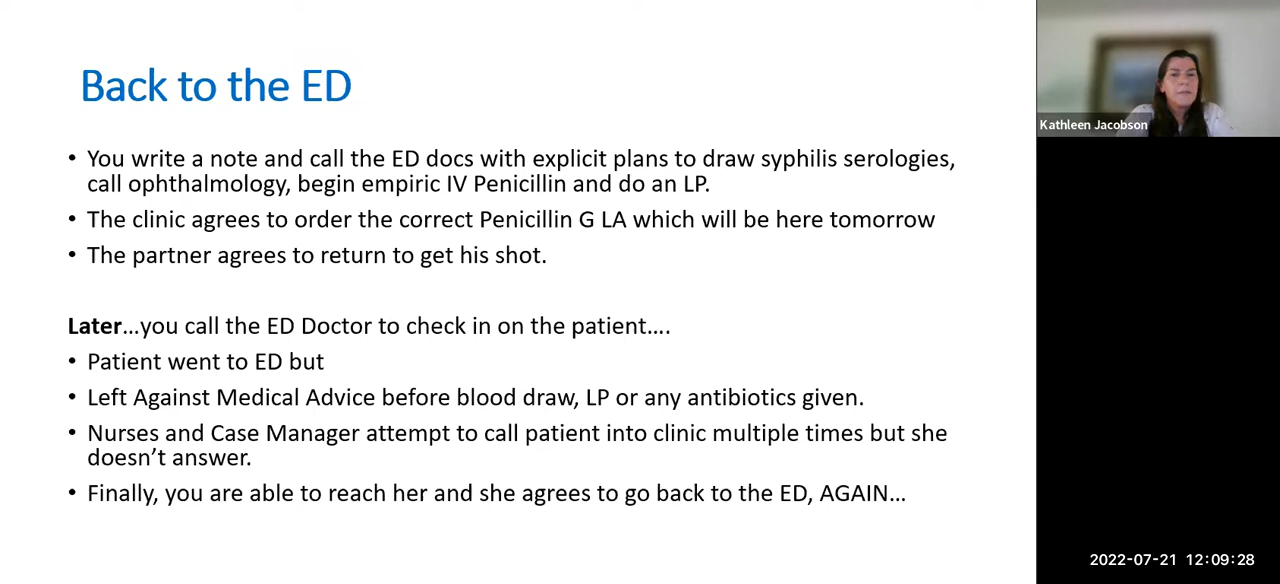 Back to the ED
• You write a note and call the ED docs with explicit plans to draw syphilis serologies,
call ophthalmology, begin empiric IV Penicillin and do an LP.
• The clinic agrees to order the correct Penicillin G LA which will be here tomorrow
• The partner agrees to return to get his shot.
Later…you call the ED Doctor to check in on the patient….
• Patient went to ED but
• Left Against Medical Advice before blood draw, LP or any antibiotics given.
• Nurses and Case Manager attempt to call patient into clinic multiple times but she
doesn’t answer.
• Finally, you are able to reach her and she agrees to go back to the ED, AGAIN…
Kathleen Jacobson
2022-07-21 12:09:28